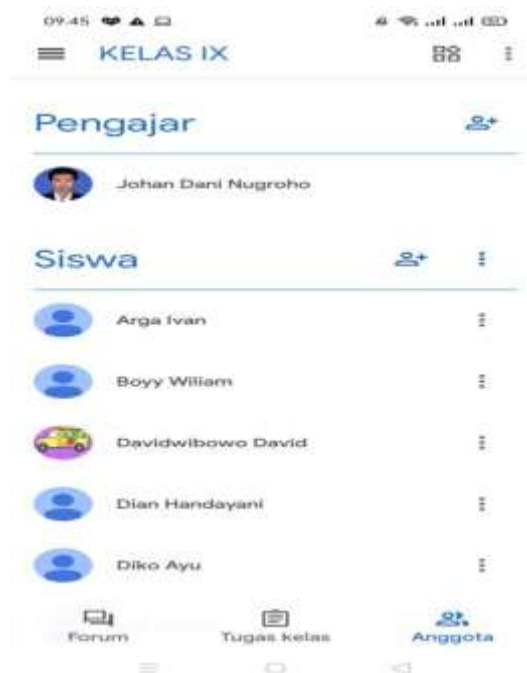 09.45
KELAS IX
Pengajar
Johan Dani Nugroho
Siswa
Arga Ivan
Boyy Wiliam
Davidwibowo David
Dian Handayani
Diko Ayu
Forum Tugas kelas Anggota